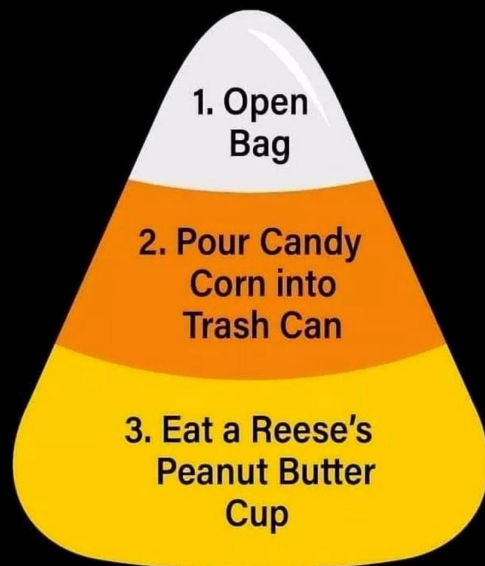 1. Open
Bag
2. Pour Candy
Corn into
Trash Can
3. Eat a Reese's
Peanut Butter
Cup